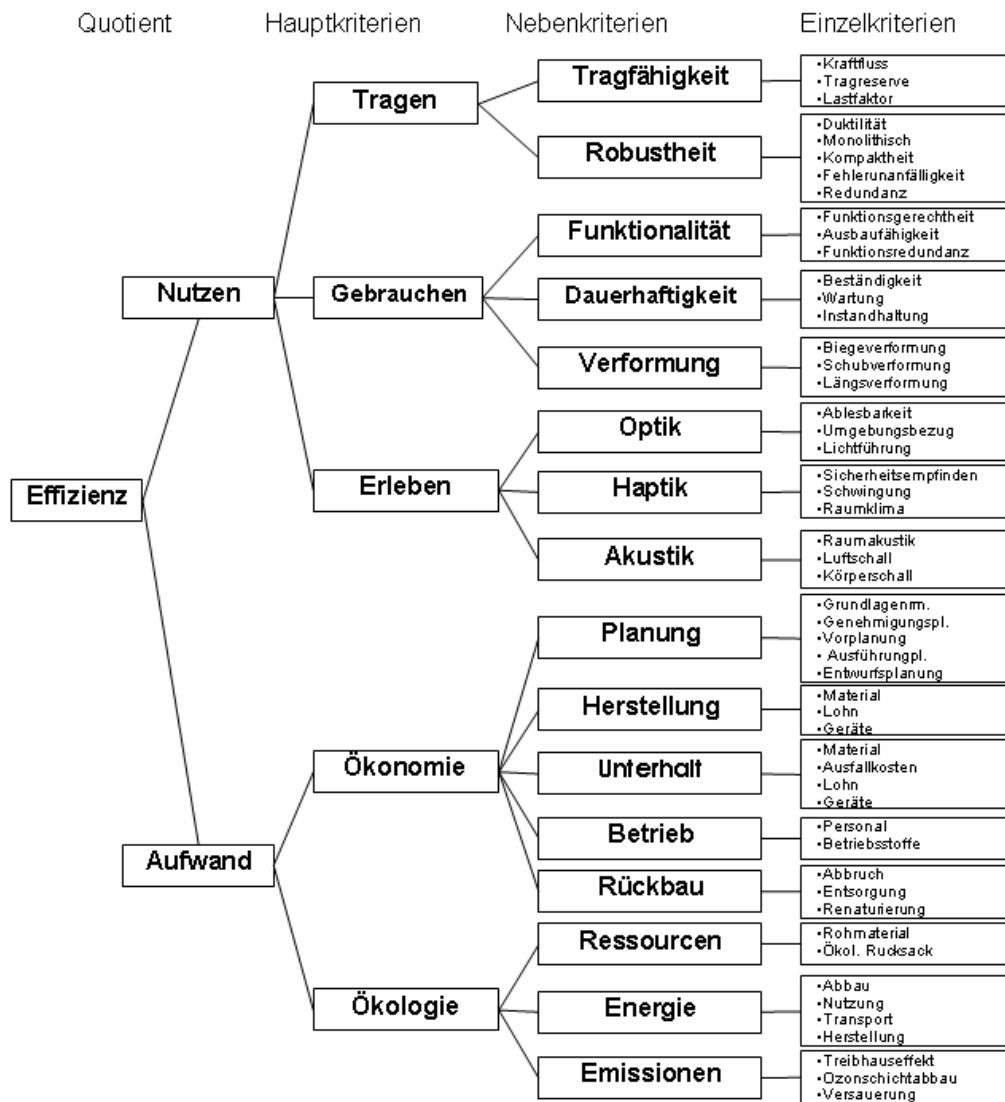 Quotient Hauptkriterien Nebenkriterien Einzelkriterien
Effizienz
Nutzen
Aufwand
Tragen
Gebrauchen
Erleben
Ökonomie
Ökologie
Tragfähigkeit
•Kraftfluss
•Tragreserve
•Lastfaktor
Robustheit
•Duktilität
•Monolithisch
•Kompaktheit
•Fehlerunanfälligkeit
•Redundanz
Funktionalität
•Funktionsgerechtheit
•Ausbaufähigkeit
•Funktionsredundanz
Dauerhaftigkeit
•Beständigkeit
•Wartung
•Instandhaltung
Verformung
•Biegeverformung
•Schubverformung
•Längsverformung
Optik
•Ablesbarkeit
•Umgebungsbezug
•Lichtführung
Haptik
•Sicherheitsempfinden
•Schwingung
•Raumklima
Akustik
•Raumakustik
•Luftschall
•Körperschall
Planung
•Grundlagenrm.
•Genehmigungspl.
•Vorplanung
• Ausführungpl.
•Entwurfsplanung
Herstellung
•Material
•Lohn
•Geräte
Unterhalt
•Material
•Ausfallkosten
•Lohn
•Geräte
Betrieb
•Personal
•Betriebsstoffe
Rückbau
•Abbruch
•Entsorgung
•Renaturierung
Ressourcen
•Rohmaterial
•Ökol. Rucksack
Energie
•Abbau
•Nutzung
•Transport
•Herstellung
Emissionen
•Treibhauseffekt
•Ozonschichtabbau
•Versauerung